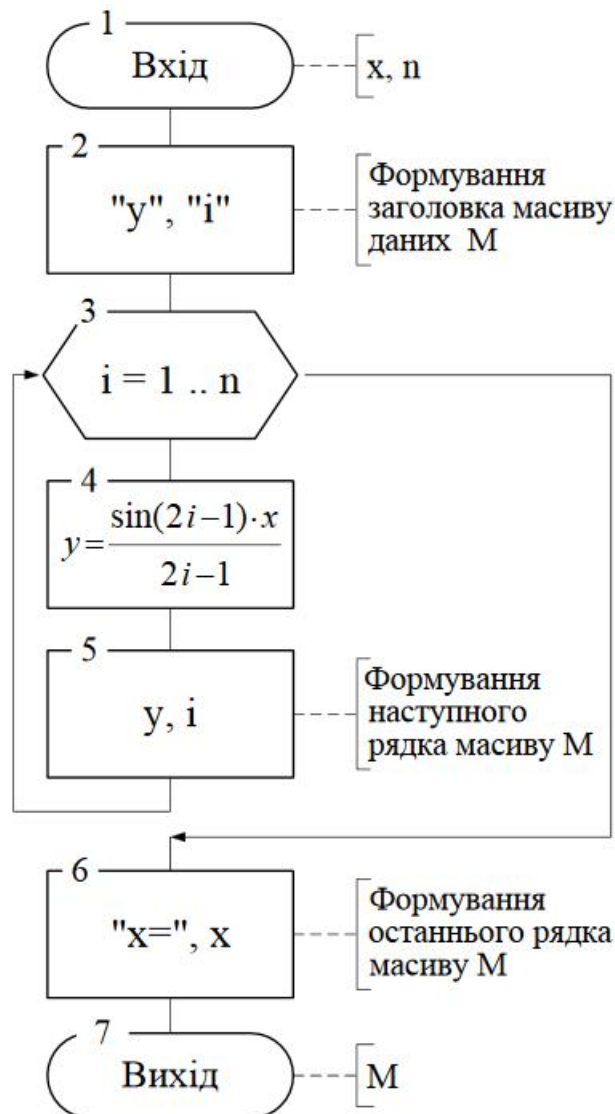 1
Вхід
x, n
2
"y", "i"
Формування
заголовка масиву
даних М
3
i = 1 .. n
4
y = sin(2i−1)·x / 2i−1
5
y, i
Формування
наступного
рядка масиву М
6
"x=", x
Формування
останнього рядка
масиву М
7
Вихід
М